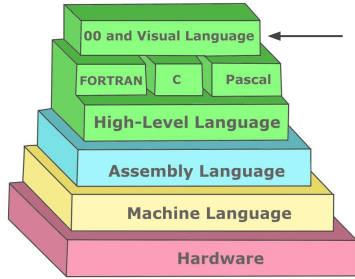 00 and Visual Language
FORTRAN C Pascal
High-Level Language
Assembly Language
Machine Language
Hardware